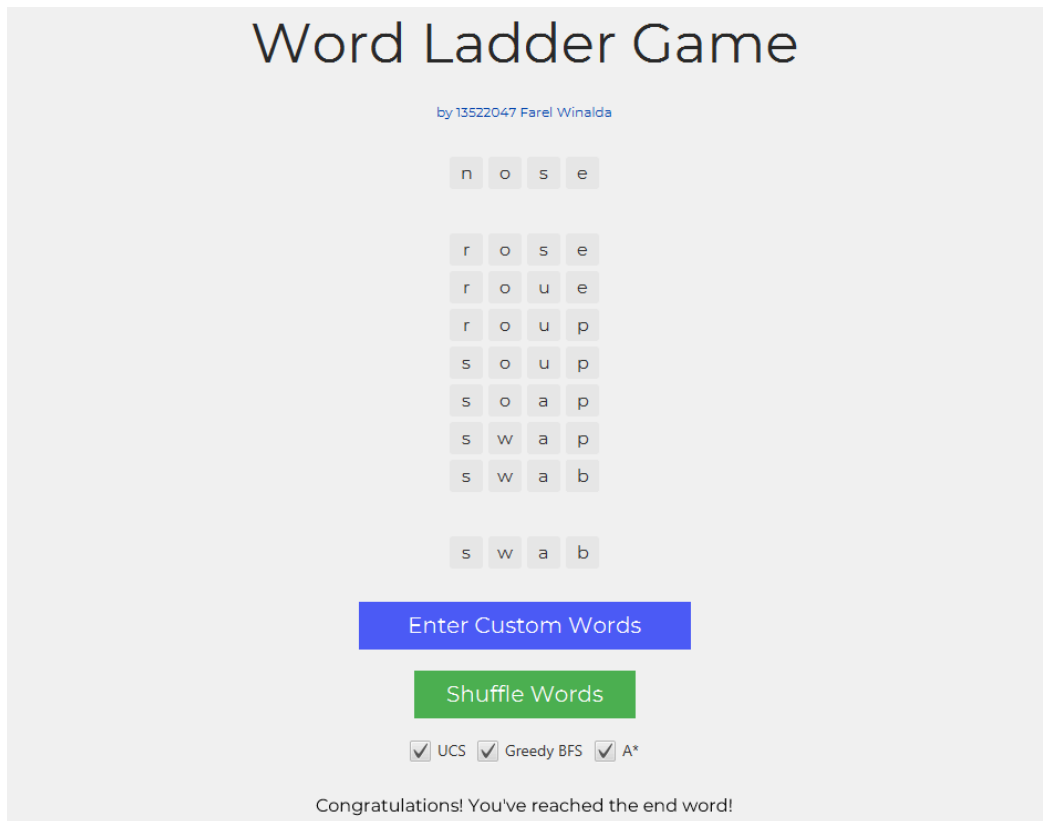 Word Ladder Game
by 13522047 Farel Winalda
n o s e
r o s e
r o u e
r o u p
s o u p
s o a p
s w a p
s w a b
s w a b
Enter Custom Words
Shuffle Words
UCS Greedy BFS A*
Congratulations! You've reached the end word!